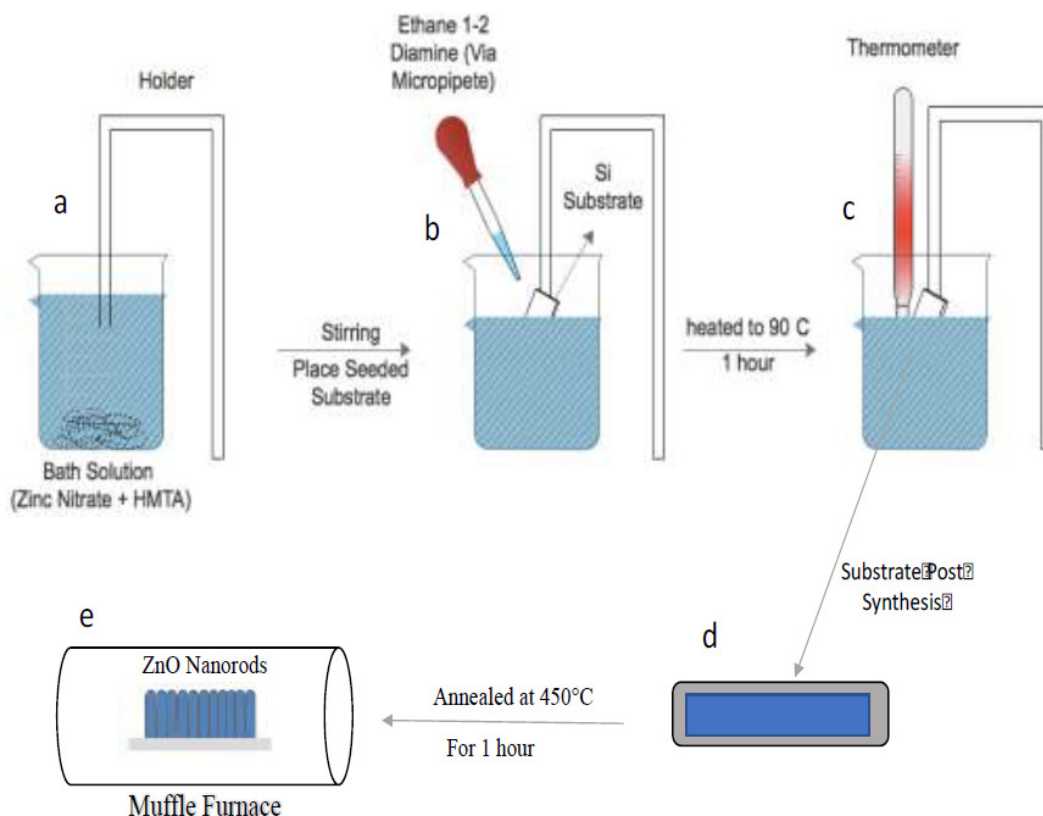 Holder
a
Bath Solution
(Zinc Nitrate + HMTA)
Stirring
Place Seeded
Substrate
Ethane 1-2
Diamine (Via
Micropipete)
b
Si
Substrate
heated to 90 C
1 hour
Thermometer
c
Substrate Post
Synthesis
d
Annealed at 450°C
For 1 hour
e
ZnO Nanorods
Muffle Furnace